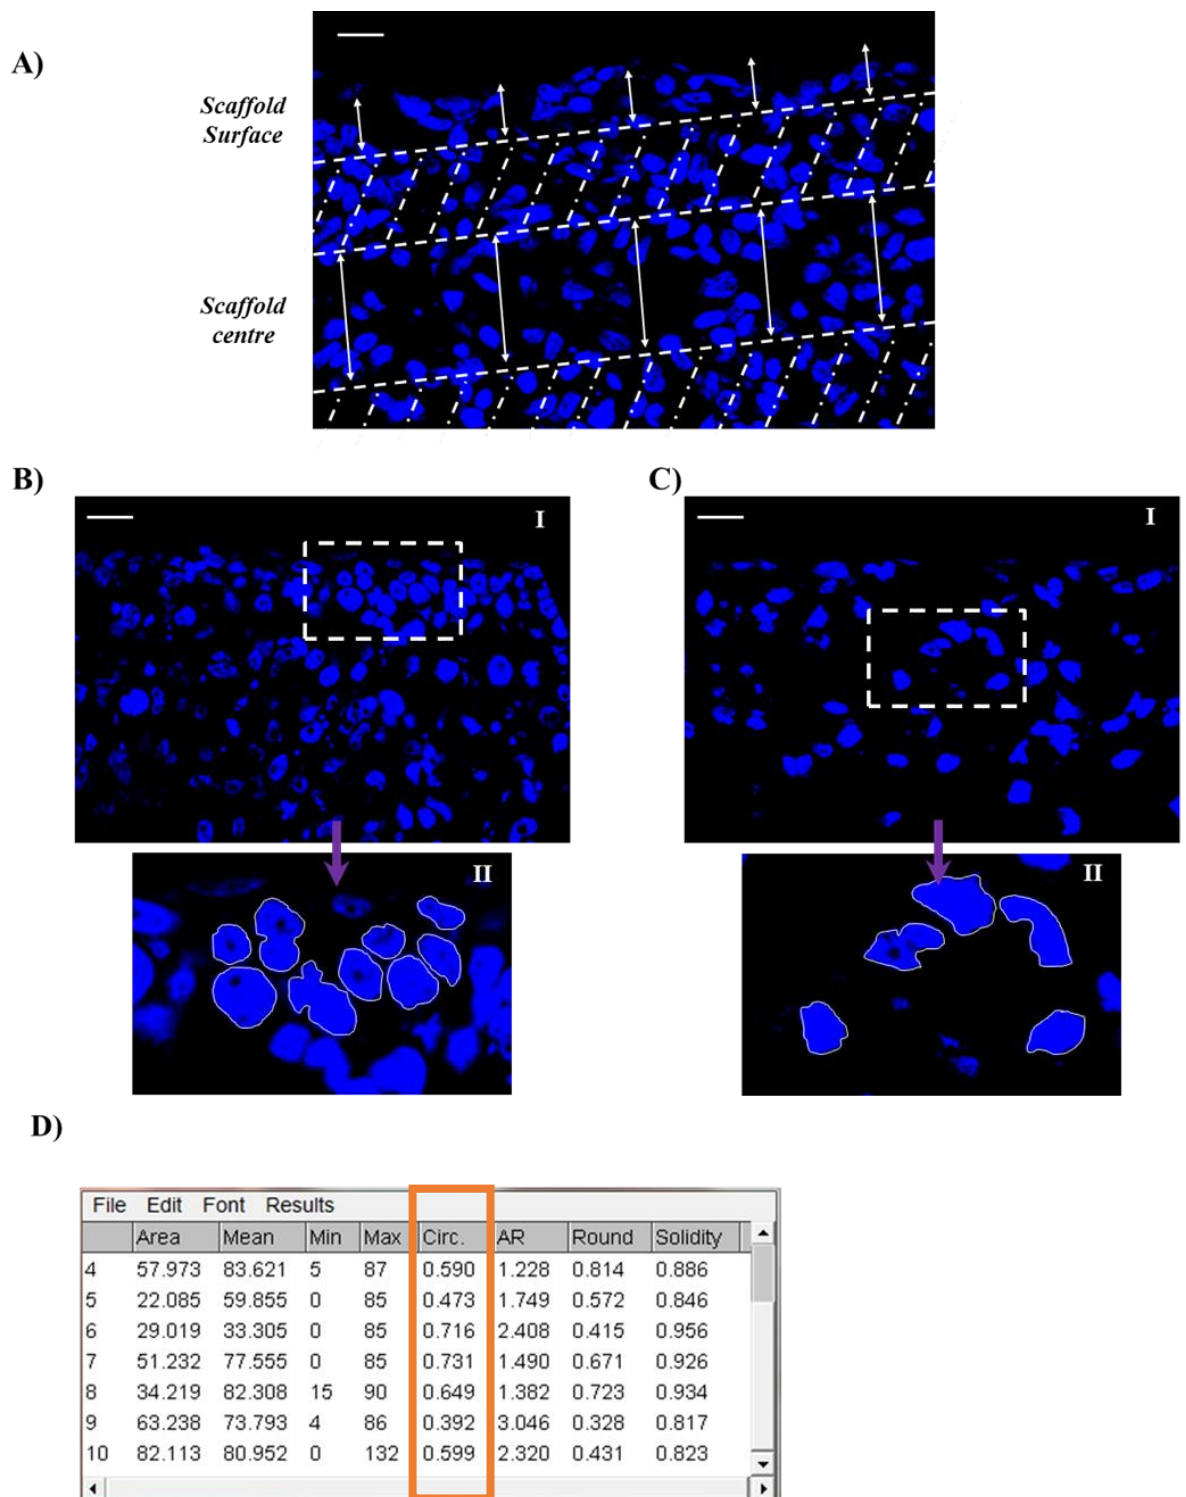 A)
Scaffold
Surface
Scaffold
centre
B)
C)
I
I
II
II
D)
File Edit Font Results
Area Mean Min Max Circ. AR Round Solidity
4 57.973 83.621 5 87 0.590 1.228 0.814 0.886
5 22.085 59.855 0 85 0.473 1.749 0.572 0.846
6 29.019 33.305 0 85 0.716 2.408 0.415 0.956
7 51.232 77.555 0 85 0.731 1.490 0.671 0.926
8 34.219 82.308 15 90 0.649 1.382 0.723 0.934
9 63.238 73.793 4 86 0.392 3.046 0.328 0.817
10 82.113 80.952 0 132 0.599 2.320 0.431 0.823